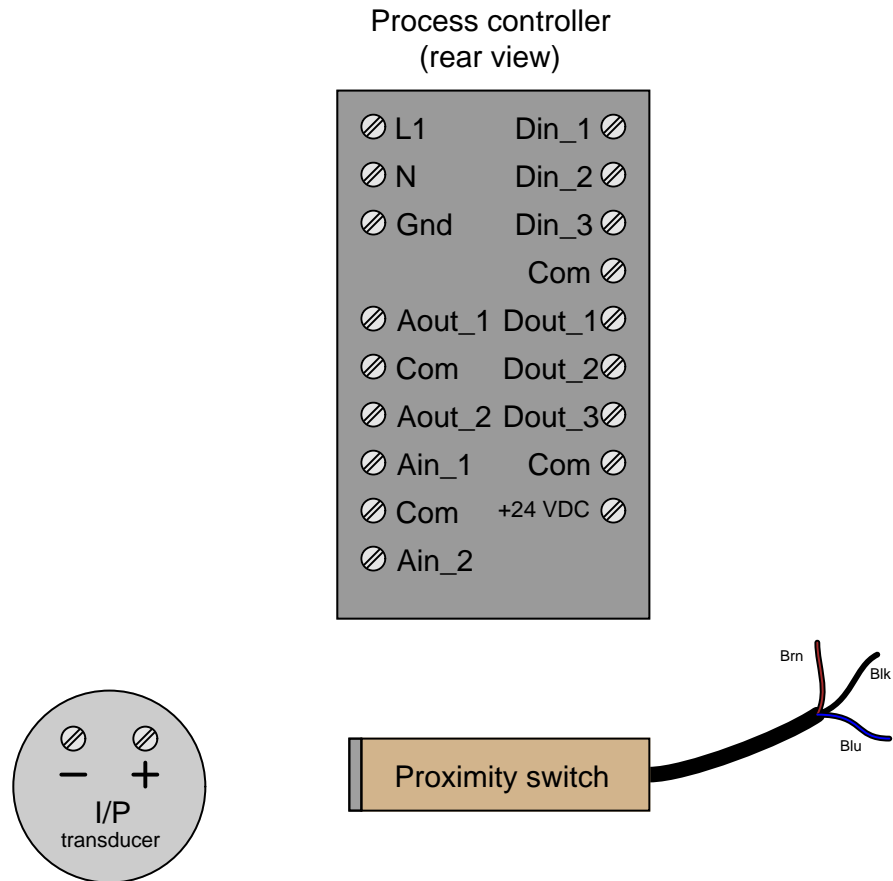 Process controller
(rear view)
L1 Din_1
N Din_2
Gnd Din_3
Com
Aout_1 Dout_1
Com Dout_2
Aout_2 Dout_3
Ain_1 Com
Com +24 VDC
Ain_2
Brn
Blk
Blu
Proximity switch
− +
I/P
transducer